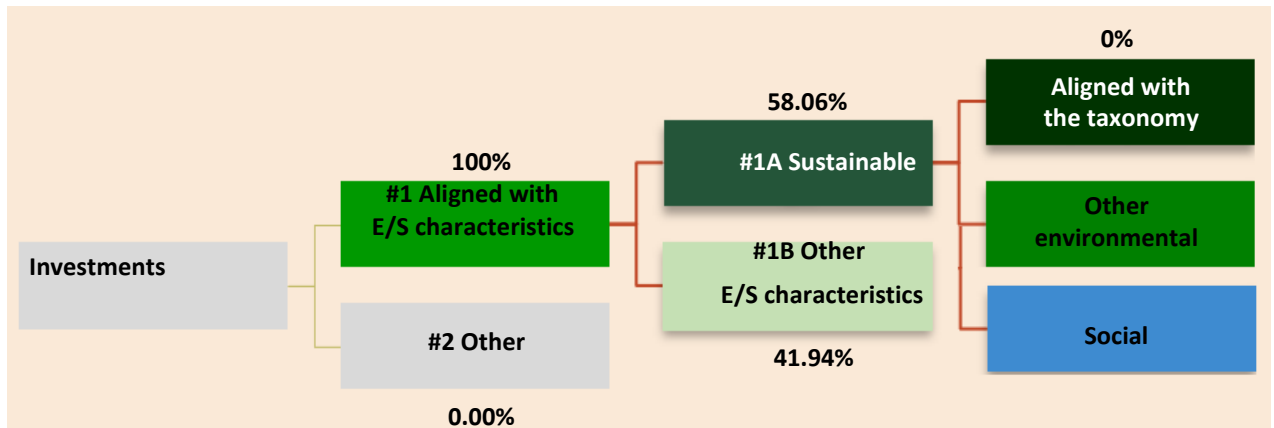 Investments
100%
#1 Aligned with
E/S characteristics
#2 Other
0.00%
58.06%
#1A Sustainable
#1B Other
E/S characteristics
41.94%
0%
Aligned with
the taxonomy
Other
environmental
Social